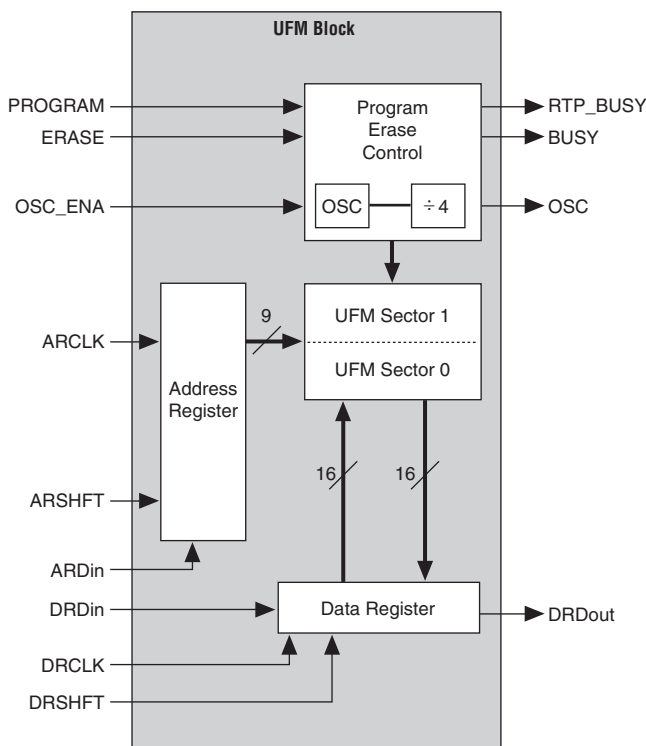 UFM Block
PROGRAM
ERASE
OSC_ENA
Program
Erase
Control
OSC
÷ 4
RTP_BUSY
BUSY
OSC
ARCLK
ARSHFT
ARDin
Address
Register
9
UFM Sector 1
UFM Sector 0
16
16
DRDin
DRCLK
DRSHFT
Data Register
DRDout